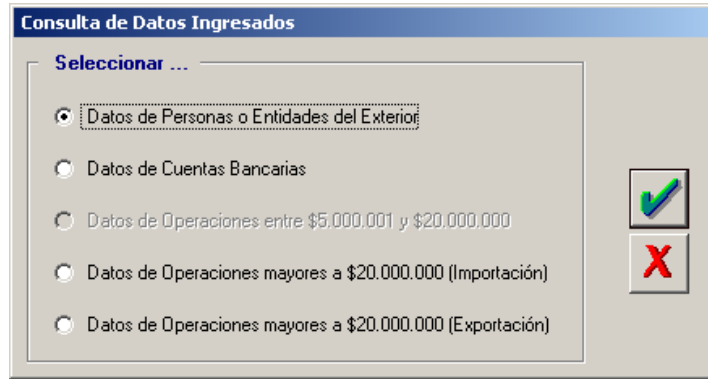 Consulta de Datos Ingresados
Seleccionar ...
Datos de Personas o Entidades del Exterior
Datos de Cuentas Bancarias
Datos de Operaciones entre $5.000.001 y $20.000.000
Datos de Operaciones mayores a $20.000.000 (Importación)
Datos de Operaciones mayores a $20.000.000 (Exportación)